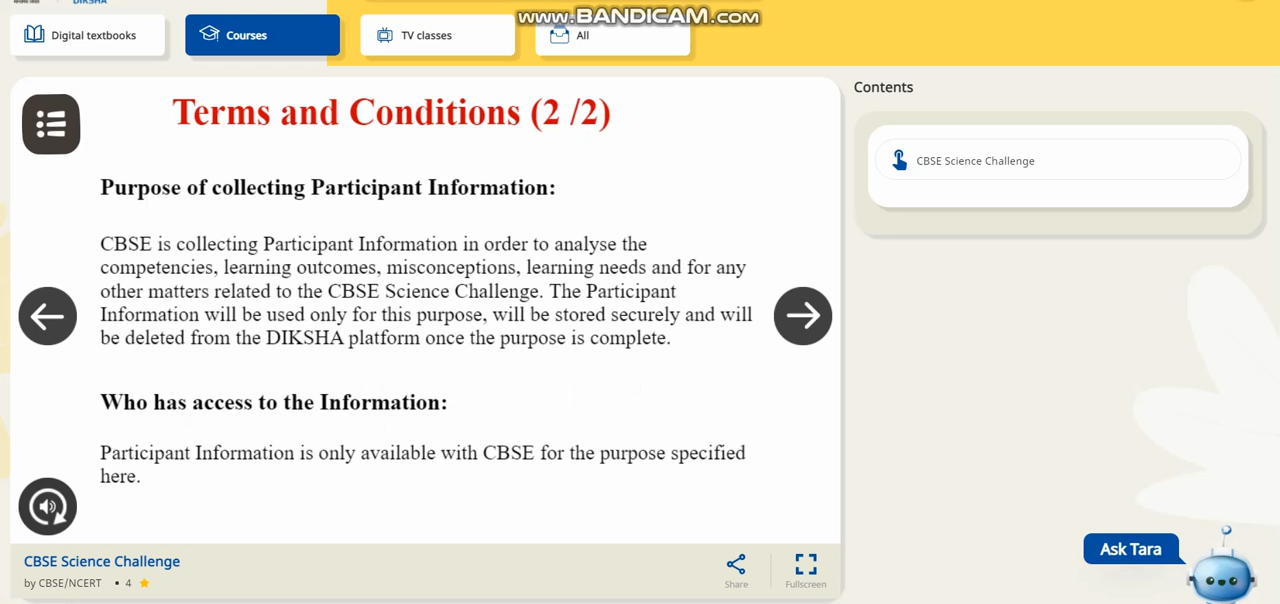 DIKSHA
www.BANDICAM.com
Digital textbooks
Courses
TV classes
All
Terms and Conditions (2 /2)
Contents
CBSE Science Challenge
Purpose of collecting Participant Information:
CBSE is collecting Participant Information in order to analyse the
competencies, learning outcomes, misconceptions, learning needs and for any
other matters related to the CBSE Science Challenge. The Participant
Information will be used only for this purpose, will be stored securely and will
be deleted from the DIKSHA platform once the purpose is complete.
Who has access to the Information:
Participant Information is only available with CBSE for the purpose specified
here.
CBSE Science Challenge
by CBSE/NCERT • 4
Share
Fullscreen
Ask Tara